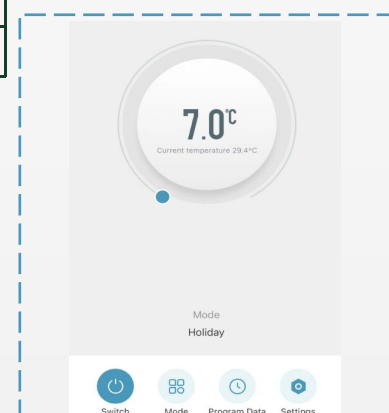 7.0℃
Current temperature 29.4°C
Mode
Holiday
Switch Mode Program Data Settings